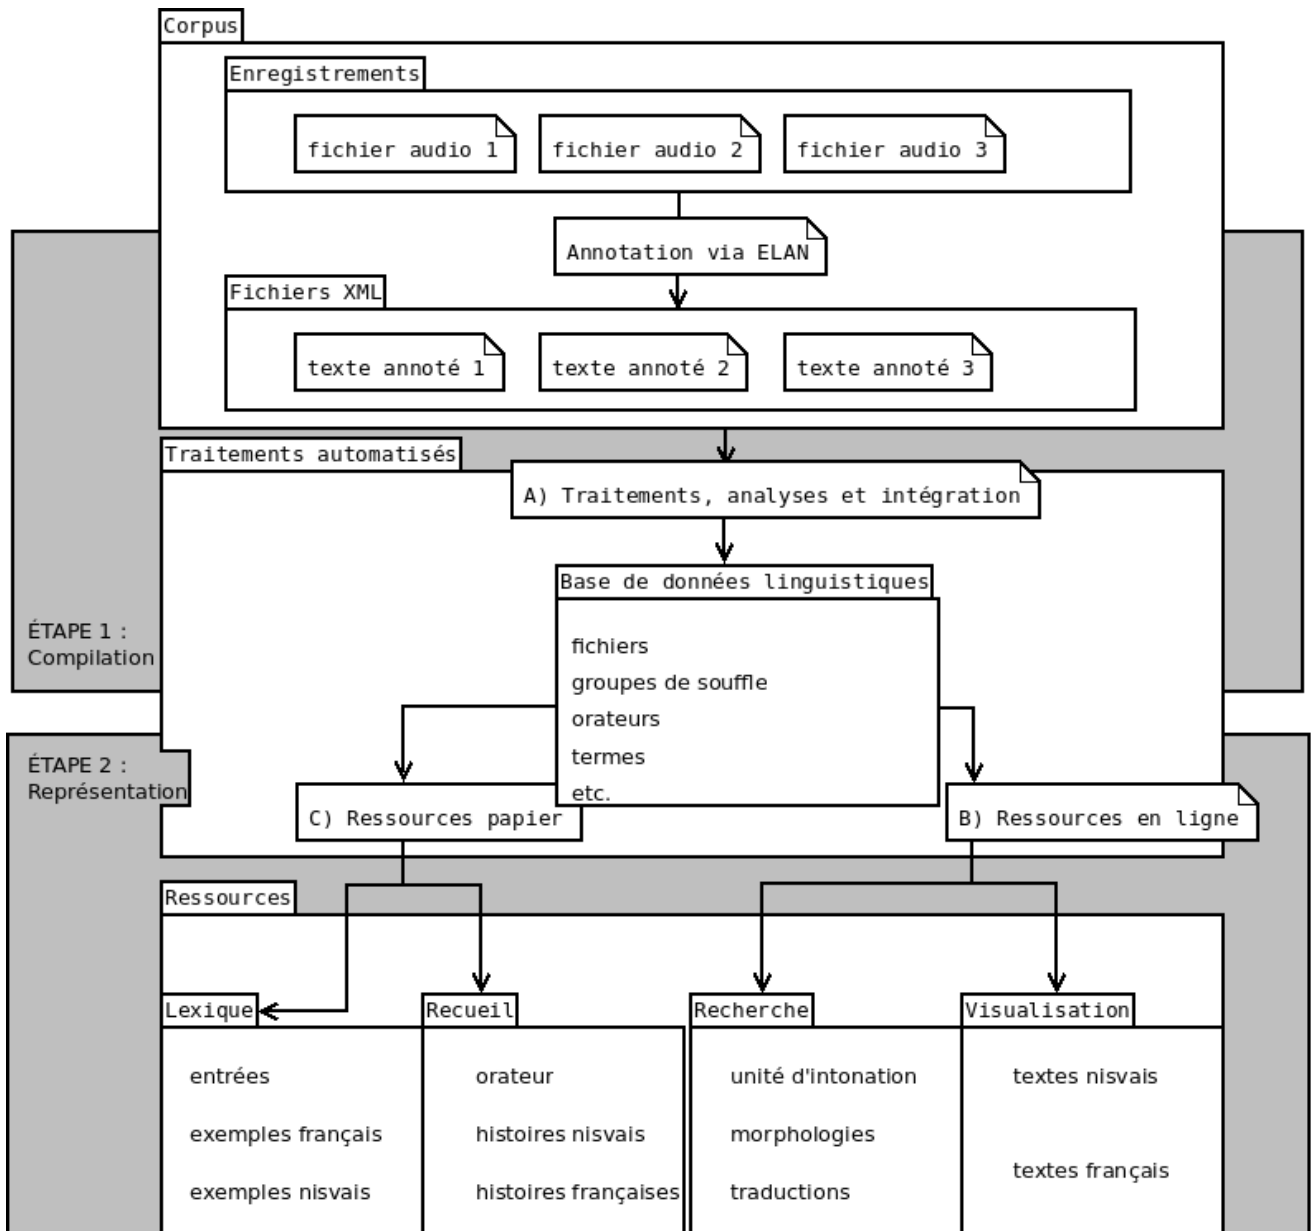 Corpus
Enregistrements
fichier audio 1
fichier audio 2
fichier audio 3
Annotation via ELAN
Fichiers XML
texte annoté 1
texte annoté 2
texte annoté 3
Traitements automatisés
A) Traitements, analyses et intégration
Base de données linguistiques
fichiers
groupes de souffle
orateurs
termes
etc.
ÉTAPE 1 :
Compilation
ÉTAPE 2 :
Représentation
C) Ressources papier
B) Ressources en ligne
Ressources
Lexique
entrées
exemples français
exemples nisvais
Recueil
orateur
histoires nisvais
histoires françaises
Recherche
unité d'intonation
morphologies
traductions
Visualisation
textes nisvais
textes français